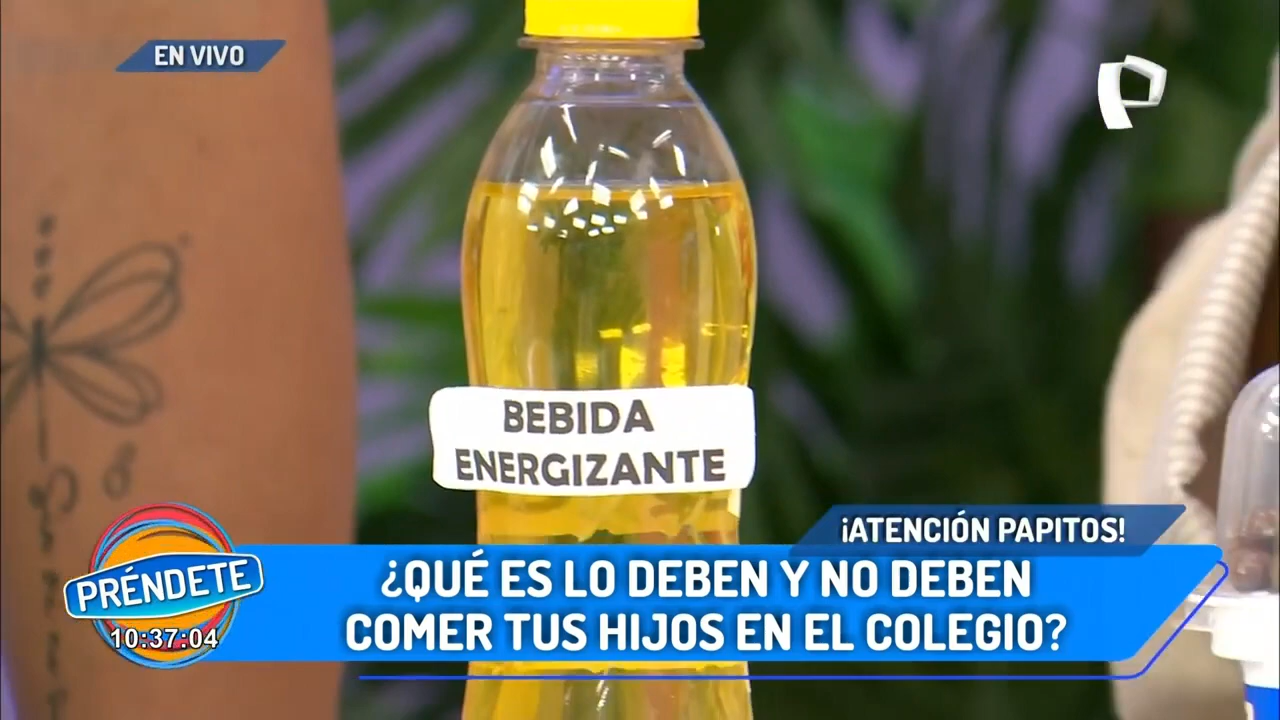 EN VIVO
BEBIDA
ENERGIZANTE
¡ATENCIÓN PAPITOS!
¿QUÉ ES LO DEBEN Y NO DEBEN
COMER TUS HIJOS EN EL COLEGIO?
PRÉNDETE
10:37:04